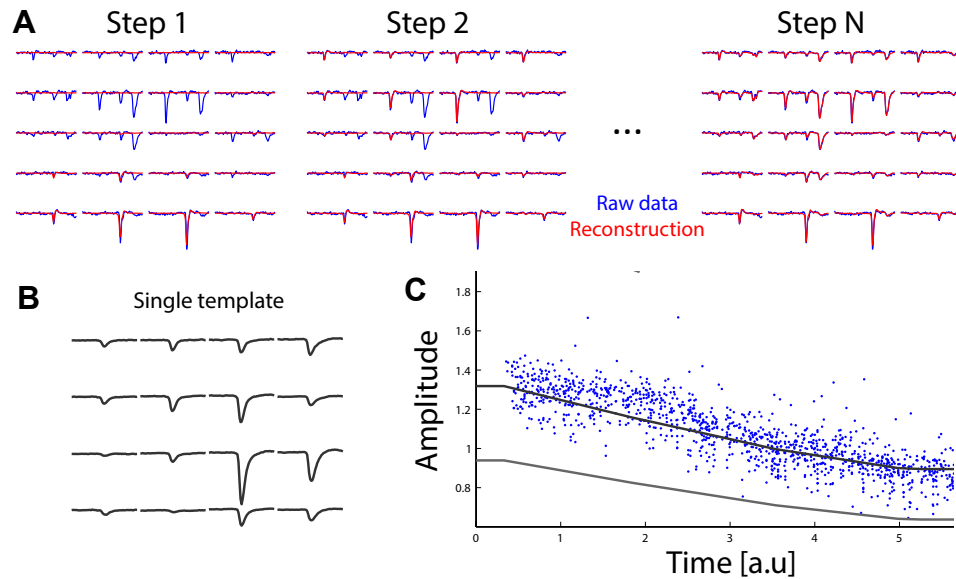 A
Step 1
Step 2
Step N
...
Raw data
Reconstruction
B
Single template
C
Amplitude
1.8
1.6
1.4
1.2
1
0.8
0
1
2
3
4
5
Time [a.u]